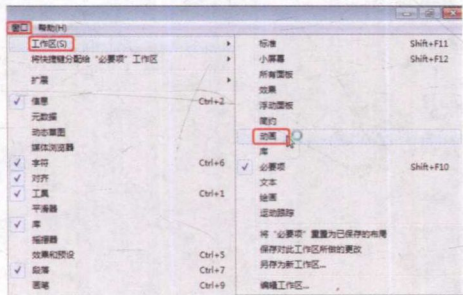 窗口 帮助(H)
工作区(S)
将快捷键分配给“必要项”工作区
扩展
信息 Ctrl+2
元数据
动态草图
媒体浏览器
字符 Ctrl+6
对齐
工具 Ctrl+1
平滑器
库
摇摆器
效果和预设 Ctrl+5
段落 Ctrl+7
画笔 Ctrl+9
标准 Shift+11
小屏幕 Shift+F12
所有面板
效果
浮动面板
简约
动画
库
必要项 Shift+F10
文本
绘画
运动跟踪
将“必要项”重置为已保存的布局
保存对此工作区所做的更改
另存为新工作区...
编辑工作区...